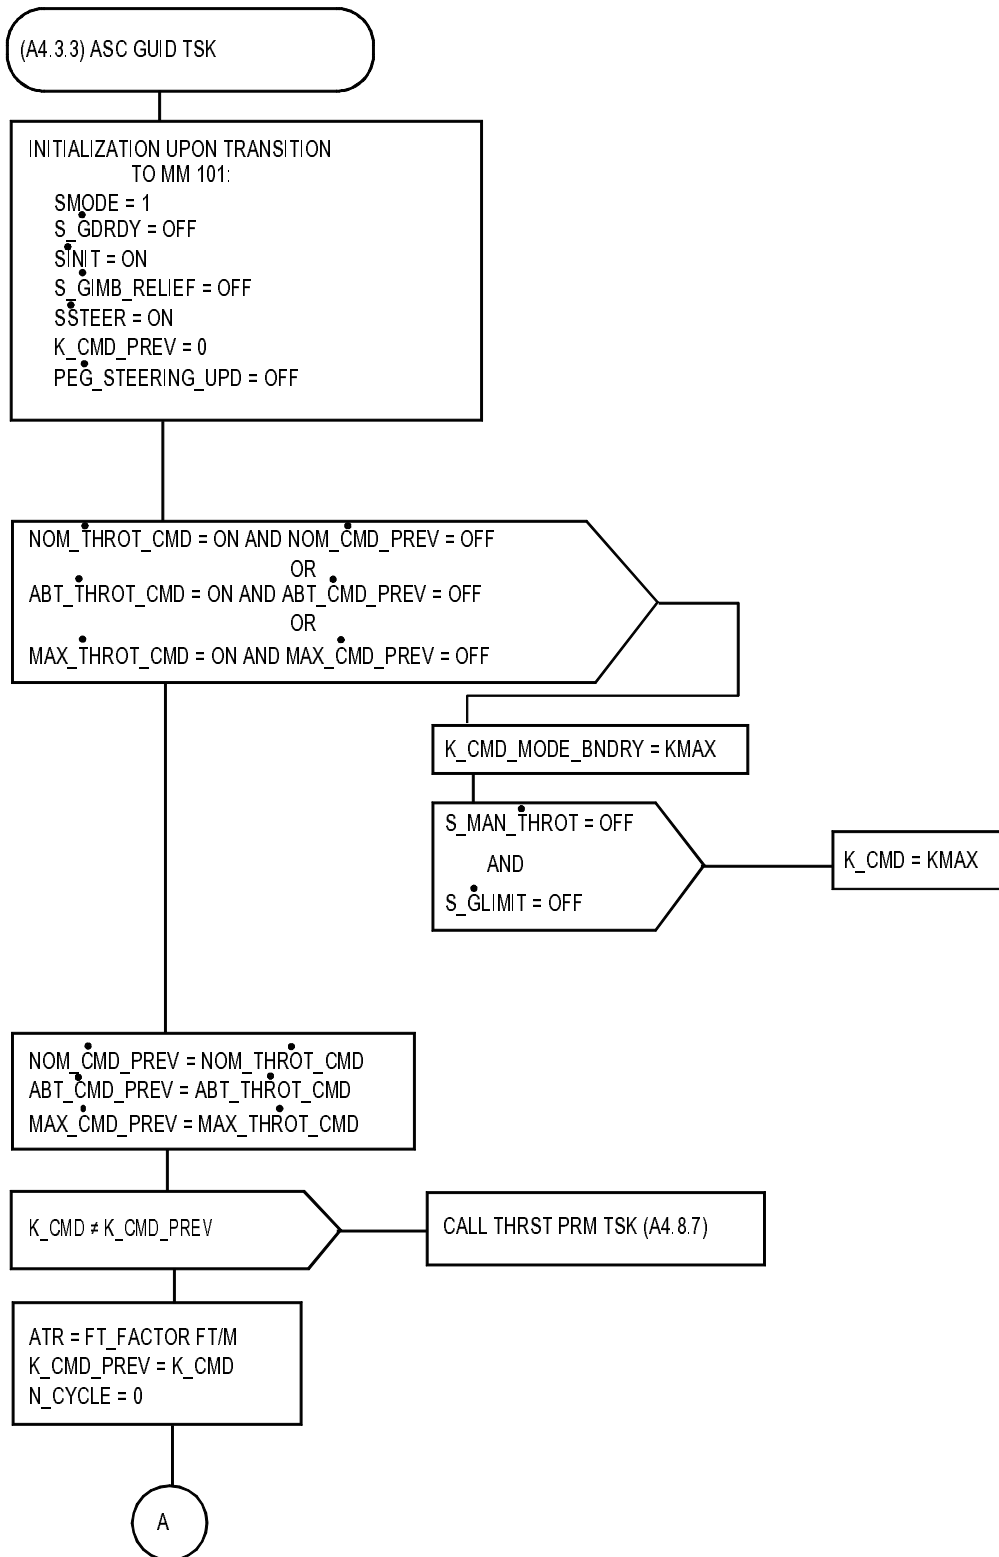 (A4.3.3) ASC GUID TSK
INITIALIZATION UPON TRANSITION
TO MM 101:
SMODE = 1
S_GDRDY = OFF
SINIT = ON
S_GIMB_RELIEF = OFF
SSTEER = ON
K_CMD_PREV = 0
PEG_STEERING_UPD = OFF
NOM_THROT_CMD = ON AND NOM_CMD_PREV = OFF
OR
ABT_THROT_CMD = ON AND ABT_CMD_PREV = OFF
OR
MAX_THROT_CMD = ON AND MAX_CMD_PREV = OFF
K_CMD_MODE_BNDRY = KMAX
S_MAN_THROT = OFF
AND
S_GLIMIT = OFF
K_CMD = KMAX
NOM_CMD_PREV = NOM_THROT_CMD
ABT_CMD_PREV = ABT_THROT_CMD
MAX_CMD_PREV = MAX_THROT_CMD
K_CMD ≠ K_CMD_PREV
CALL THRST PRM TSK (A4.8.7)
ATR = FT_FACTOR FT/M
K_CMD_PREV = K_CMD
N_CYCLE = 0
A